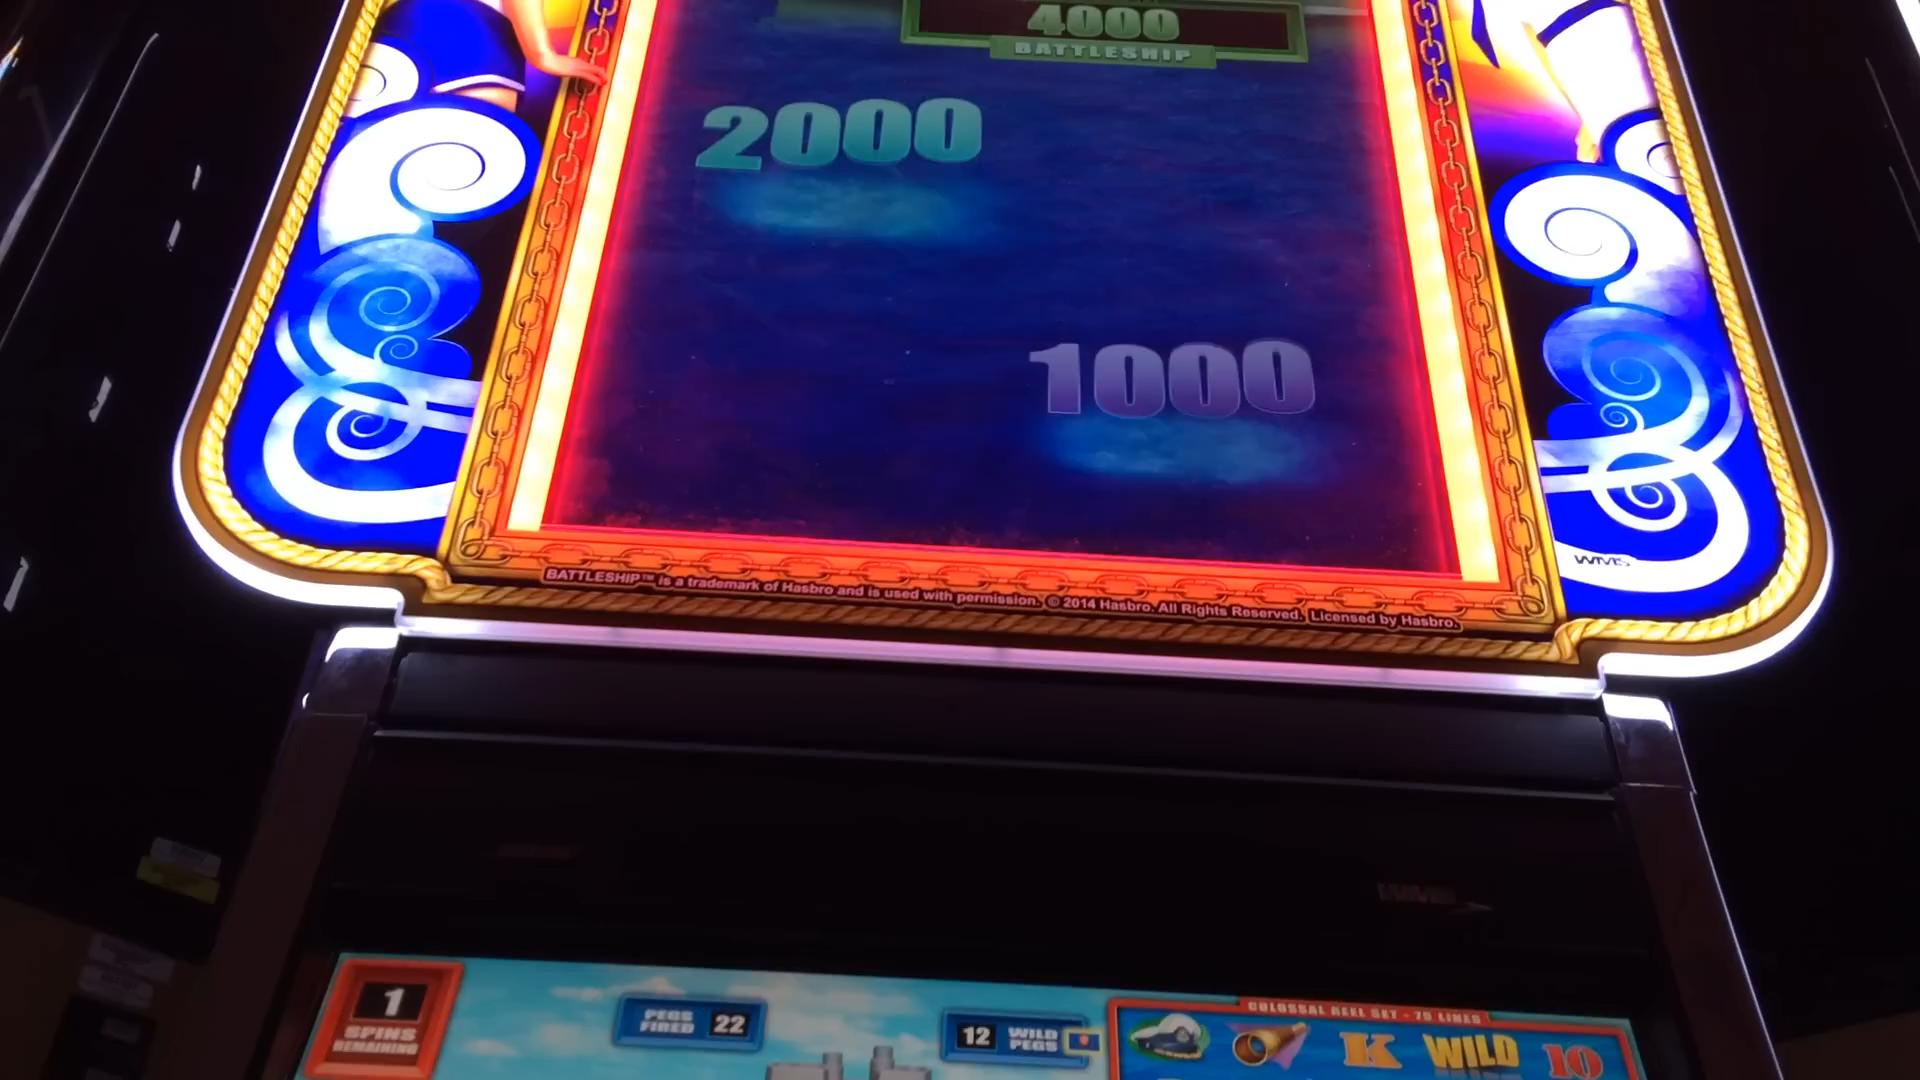 4000
BATTLESHIP
2000
1000
WMS
BATTLESHIP™ is a trademark of Hasbro and is used with permission. © 2014 Hasbro. All Rights Reserved. Licensed by Hasbro.
1
SPINS
REMAINING
PEGS
FIRED
22
12
WILD
PEGS
COLOSSAL REEL SET - 75 LINES
K
WILD
10